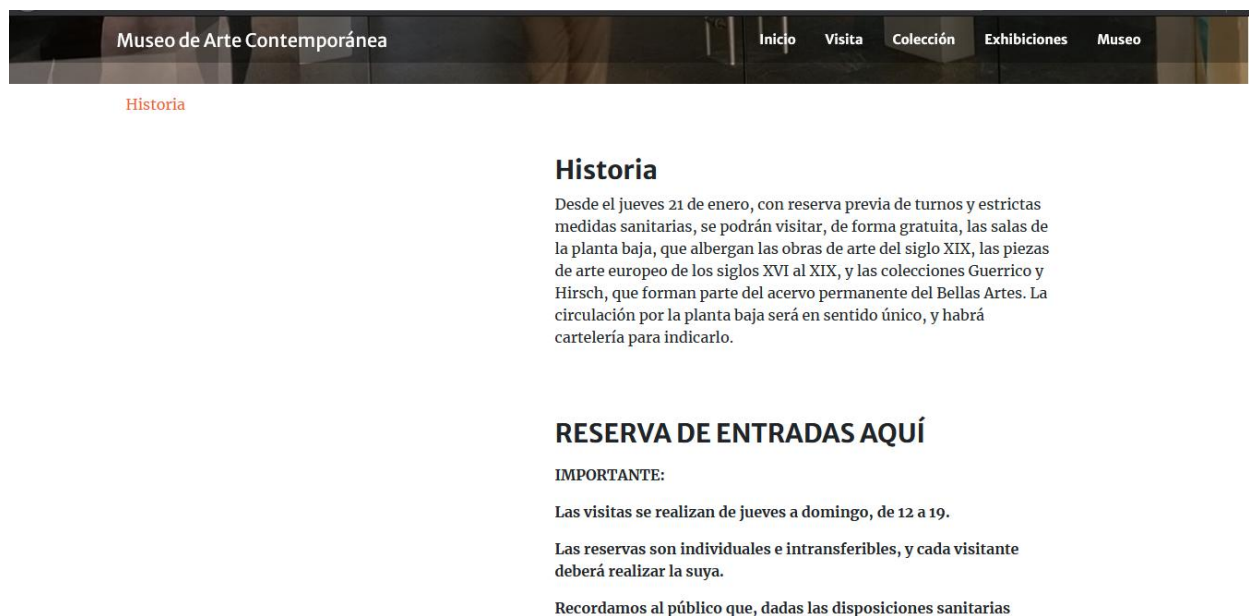 Museo de Arte Contemporánea
Inicio Visita Colección Exhibiciones Museo
Historia
Historia
Desde el jueves 21 de enero, con reserva previa de turnos y estrictas
medidas sanitarias, se podrán visitar, de forma gratuita, las salas de
la planta baja, que albergan las obras de arte del siglo XIX, las piezas
de arte europeo de los siglos XVI al XIX, y las colecciones Guerrico y
Hirsch, que forman parte del acervo permanente del Bellas Artes. La
circulación por la planta baja será en sentido único, y habrá
cartelería para indicarlo.
RESERVA DE ENTRADAS AQUÍ
IMPORTANTE:
Las visitas se realizan de jueves a domingo, de 12 a 19.
Las reservas son individuales e intransferibles, y cada visitante
deberá realizar la suya.
Recordamos al público que, dadas las disposiciones sanitarias